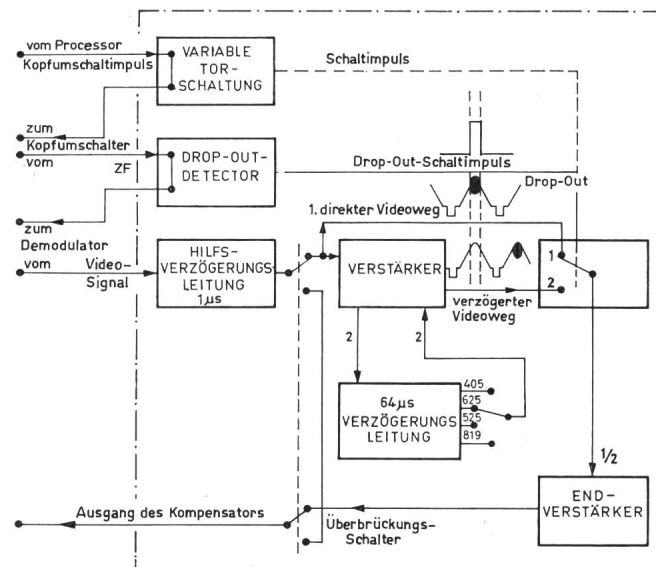 vom Processor
Kopfumschaltimpuls
VARIABLE
TOR-
SCHALTUNG
Schaltimpuls
zum
Kopfumschalter
vom
ZF
DROP-OUT-
DETECTOR
Drop-Out-Schaltimpuls
Drop-Out
zum
Demodulator
vom
Video-
Signal
HILFS-
VERZÖGERUNGS
LEITUNG
1µs
1. direkter Videoweg
VERSTÄRKER
verzögerter
Videoweg
1
2
2
2
64µs
VERZÖGERUNGS
LEITUNG
405
625
525
819
1/2
END-
VERSTÄRKER
Ausgang des Kompensators
Überbrückungs-
Schalter